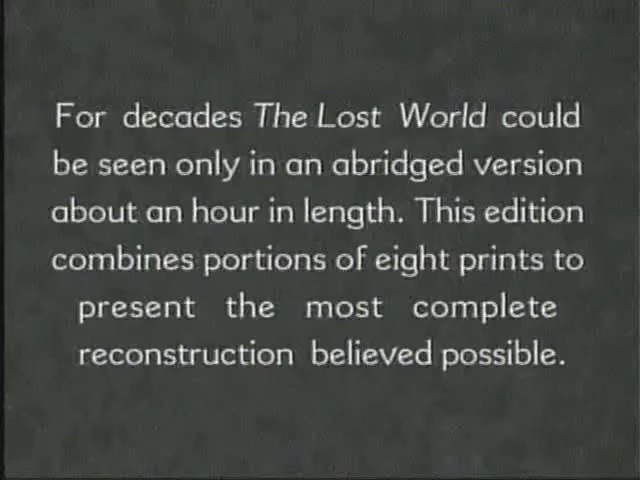 For decades The Lost World could
be seen only in an abridged version
about an hour in length. This edition
combines portions of eight prints to
present the most complete
reconstruction believed possible.